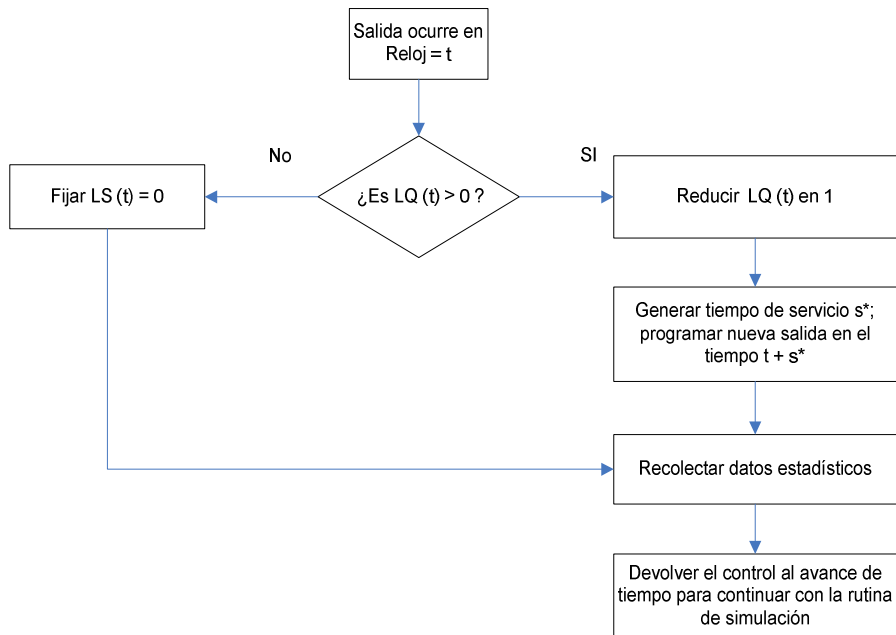 Salida ocurre en
Reloj = t
No
SI
Fijar LS (t) = 0
¿Es LQ (t) > 0 ?
Reducir LQ (t) en 1
Generar tiempo de servicio s*;
programar nueva salida en el
tiempo t + s*
Recolectar datos estadísticos
Devolver el control al avance de
tiempo para continuar con la rutina
de simulación